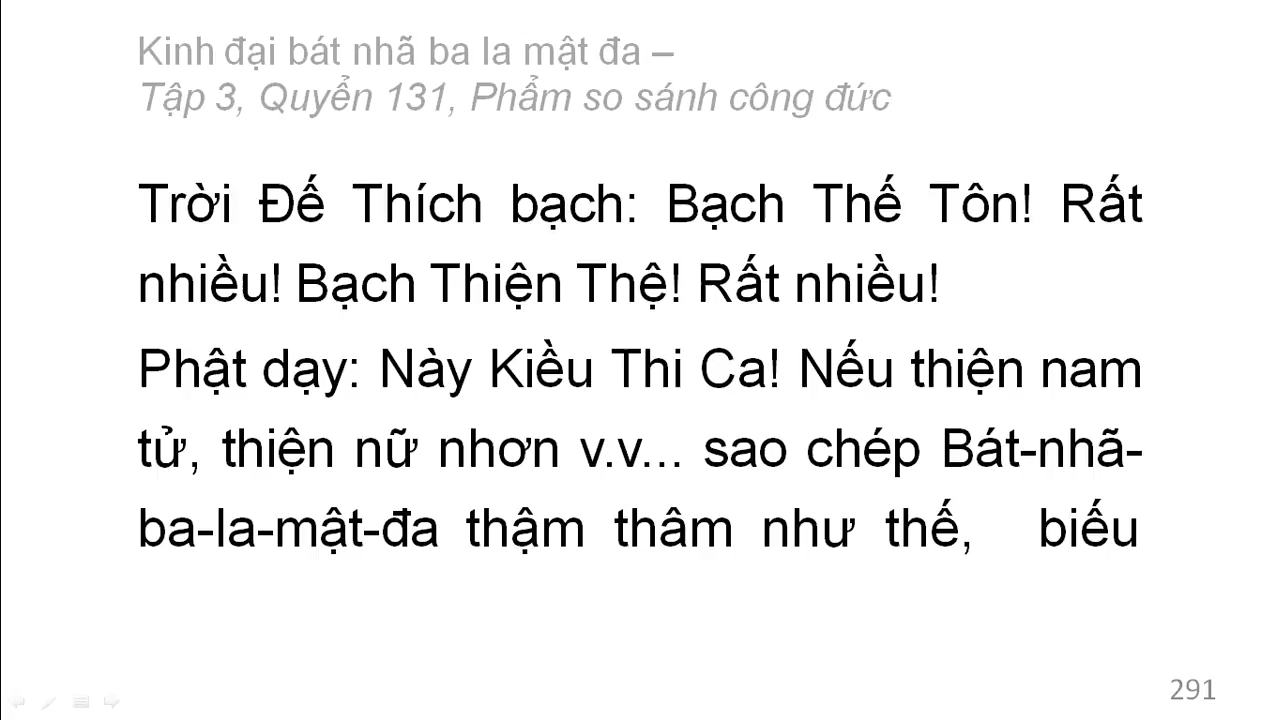 Kinh đại bát nhã ba la mật đa –
Tập 3, Quyển 131, Phẩm so sánh công đức
Trời Đế Thích bạch: Bạch Thế Tôn! Rất
nhiều! Bạch Thiện Thệ! Rất nhiều!
Phật dạy: Này Kiều Thi Ca! Nếu thiện nam
tử, thiện nữ nhơn v.v... sao chép Bát-nhã-
ba-la-mật-đa thậm thâm như thế, biếu
291